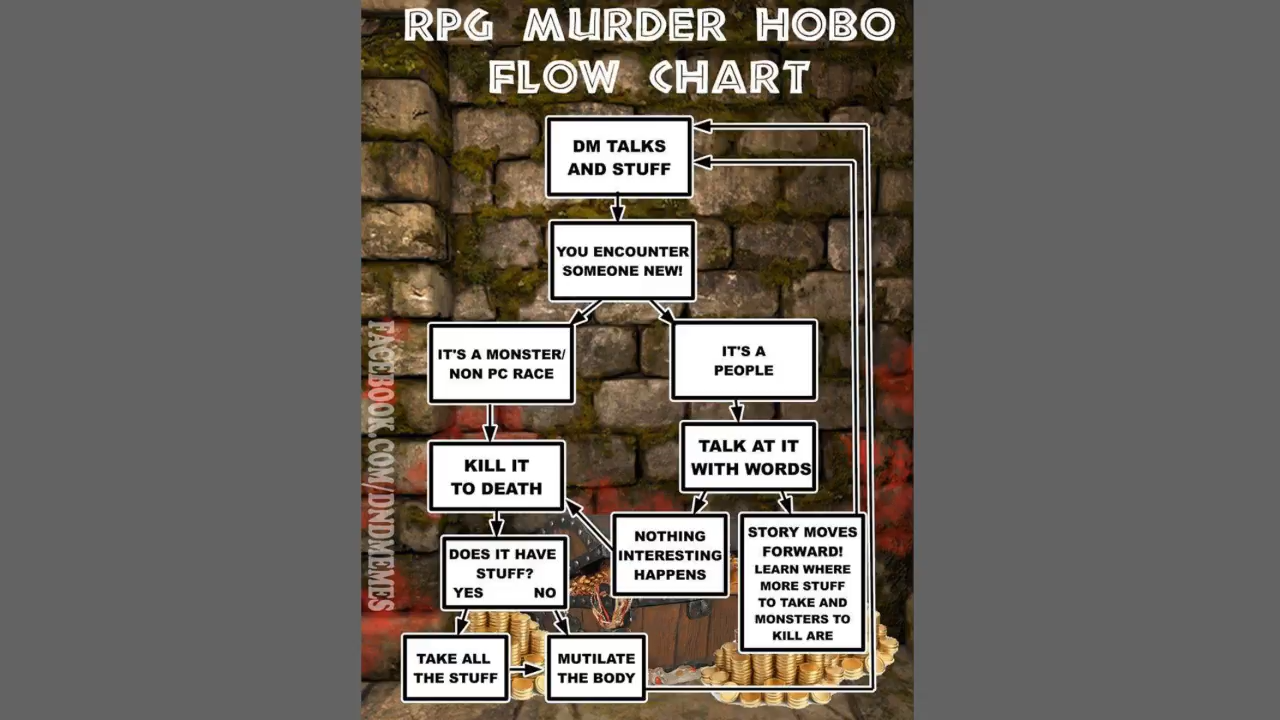 RPG MURDER HOBO
FLOW CHART
DM TALKS
AND STUFF
YOU ENCOUNTER
SOMEONE NEW!
IT'S A MONSTER/
NON PC RACE
IT'S A
PEOPLE
KILL IT
TO DEATH
TALK AT IT
WITH WORDS
DOES IT HAVE
STUFF?
YES NO
NOTHING
INTERESTING
HAPPENS
STORY MOVES
FORWARD!
LEARN WHERE
MORE STUFF
TO TAKE AND
MONSTERS TO
KILL ARE
TAKE ALL
THE STUFF
MUTILATE
THE BODY
FACEBOOK.COM/DNDMEMES